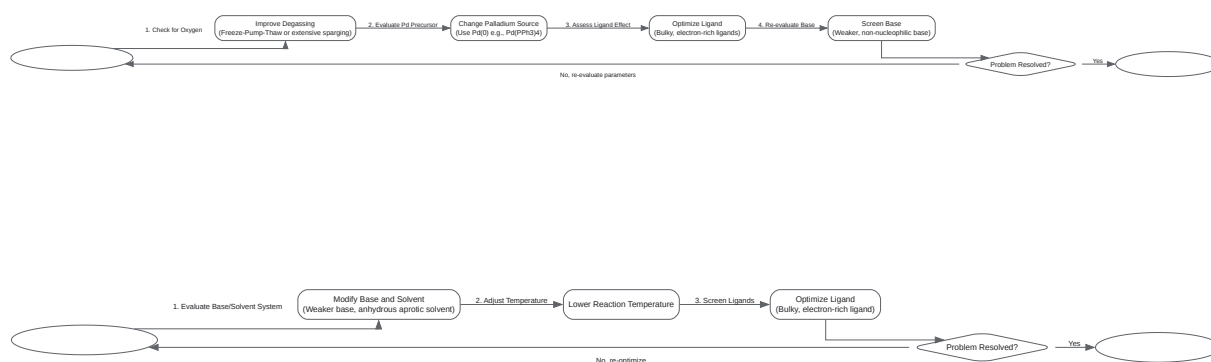 1. Check for Oxygen
Improve Degassing
(Freeze-Pump-Thaw or extensive sparging)
2. Evaluate Pd Precursor
Change Palladium Source
(Use Pd(0) e.g., Pd(PPh3)4)
3. Assess Ligand Effect
Optimize Ligand
(Bulky, electron-rich ligands)
4. Re-evaluate Base
Screen Base
(Weaker, non-nucleophilic base)
Problem Resolved?
Yes
No, re-evaluate parameters
1. Evaluate Base/Solvent System
Modify Base and Solvent
(Weaker base, anhydrous aprotic solvent)
2. Adjust Temperature
Lower Reaction Temperature
3. Screen Ligands
Optimize Ligand
(Bulky, electron-rich ligand)
Problem Resolved?
Yes
No, re-optimize